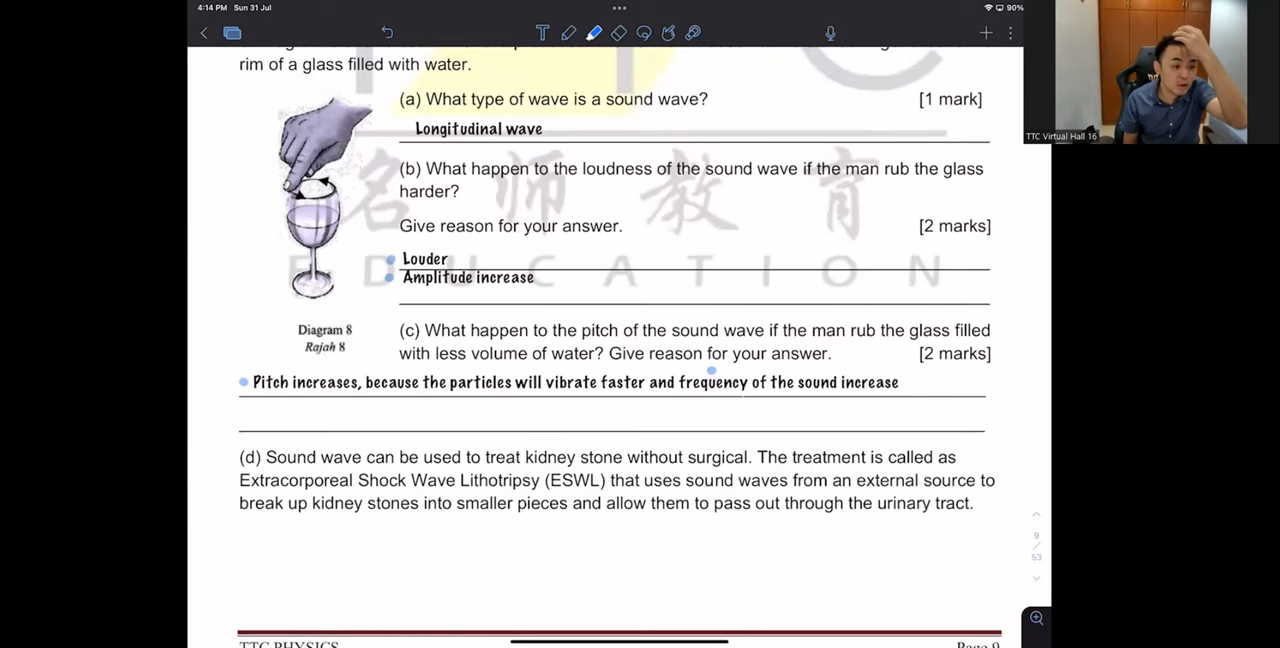 4:14 PM Sun 31 Jul
90%
rim of a glass filled with water.
(a) What type of wave is a sound wave? [1 mark]
Longitudinal wave
(b) What happen to the loudness of the sound wave if the man rub the glass
harder?
Give reason for your answer. [2 marks]
名師教育
Louder
EDUCATION
Amplitude increase
Diagram 8
Rajah 8
(c) What happen to the pitch of the sound wave if the man rub the glass filled
with less volume of water? Give reason for your answer. [2 marks]
Pitch increases, because the particles will vibrate faster and frequency of the sound increase
(d) Sound wave can be used to treat kidney stone without surgical. The treatment is called as
Extracorporeal Shock Wave Lithotripsy (ESWL) that uses sound waves from an external source to
break up kidney stones into smaller pieces and allow them to pass out through the urinary tract.
9
/
53
TTC PHYSICS Page 9
TTC Virtual Hall 16